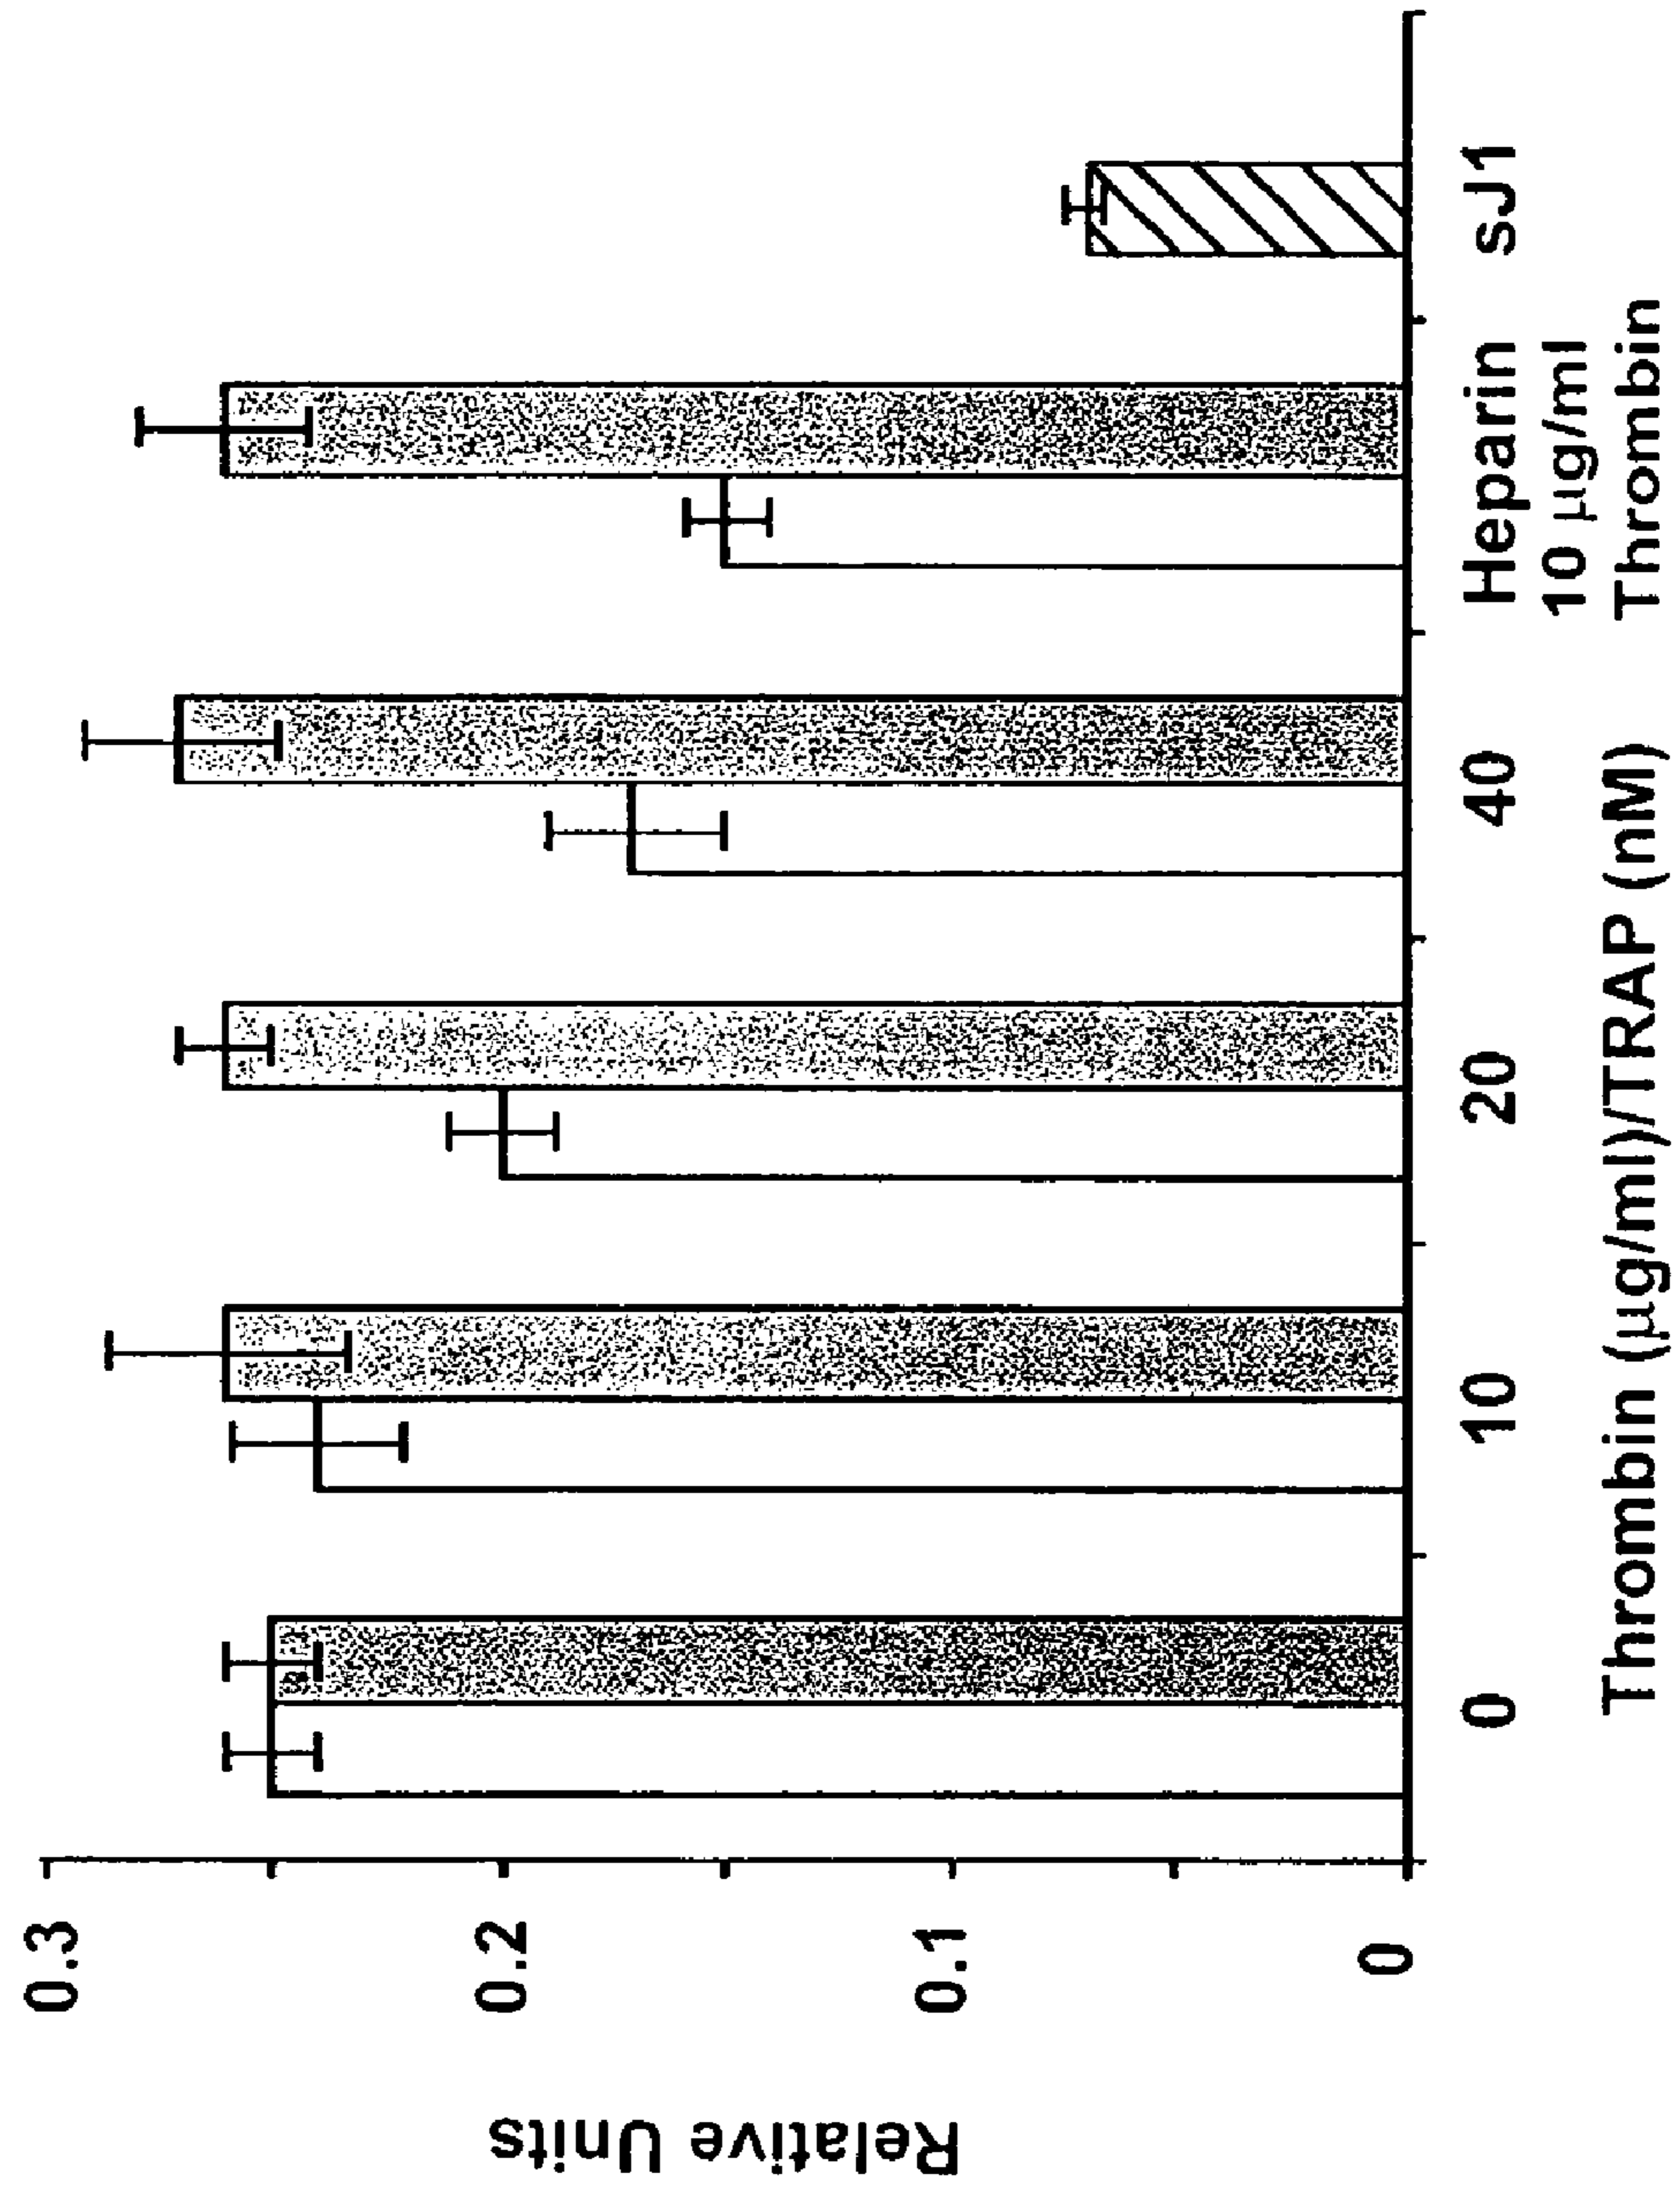 Relative Units
0.3
0.2
0.1
0
0 10 20 40 Heparin sJ1
10 µg/ml
Thrombin
Thrombin (µg/ml)/TRAP (nM)